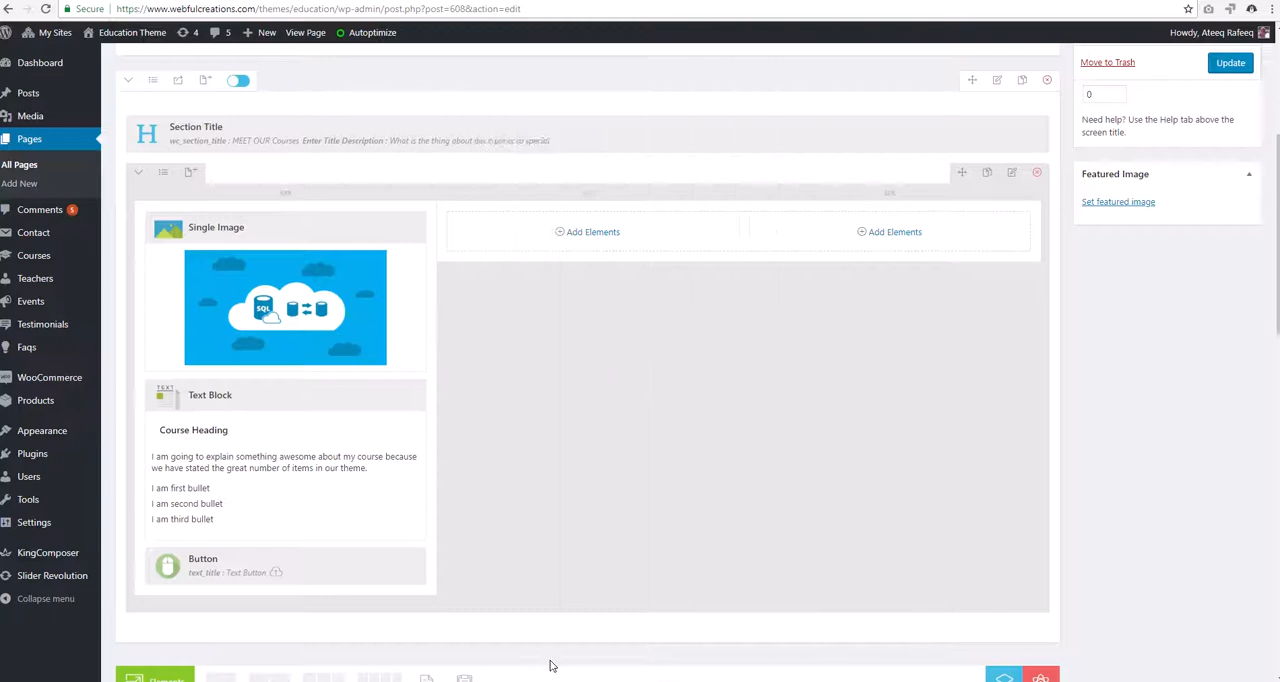 Secure https://www.webfulcreations.com/themes/education/wp-admin/post.php?post=608&action=edit
My Sites Education Theme 4 5 New View Page Autoptimize Howdy, Ateeq Rafeeq
Dashboard
Posts
Media
Pages
All Pages
Add New
Comments 5
Contact
Courses
Teachers
Events
Testimonials
Faqs
WooCommerce
Products
Appearance
Plugins
Users
Tools
Settings
KingComposer
Slider Revolution
Collapse menu
Section Title
wc_section_title : MEET OUR Courses Enter Title Description : What is the thing about
Single Image
SQL
Add Elements
Add Elements
TEXT
Text Block
Course Heading
I am going to explain something awesome about my course because
we have stated the great number of items in our theme.
I am first bullet
I am second bullet
I am third bullet
Button
text_title : Text Button
Elements
Move to Trash Update
0
Need help? Use the Help tab above the
screen title.
Featured Image
Set featured image